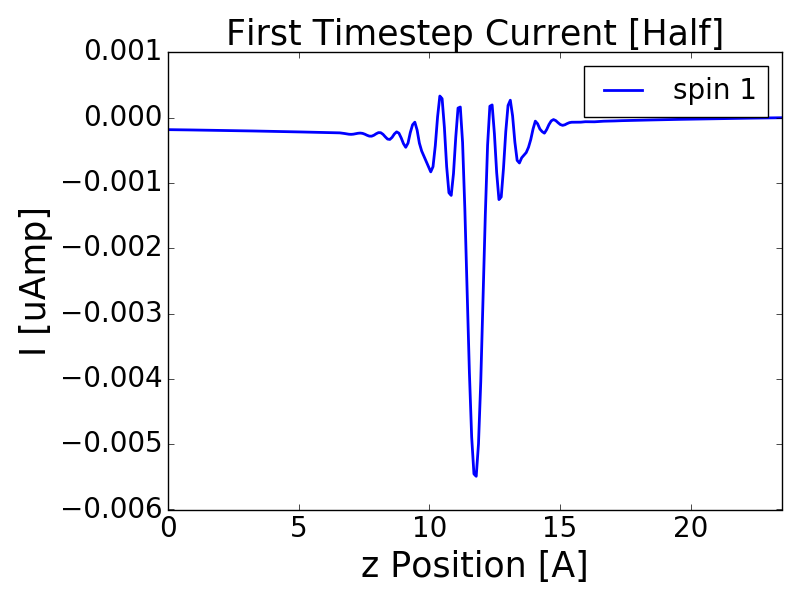 First Timestep Current [Half]
spin 1
I [uAmp]
0.001
0.000
−0.001
−0.002
−0.003
−0.004
−0.005
−0.006
0 5 10 15 20
z Position [A]